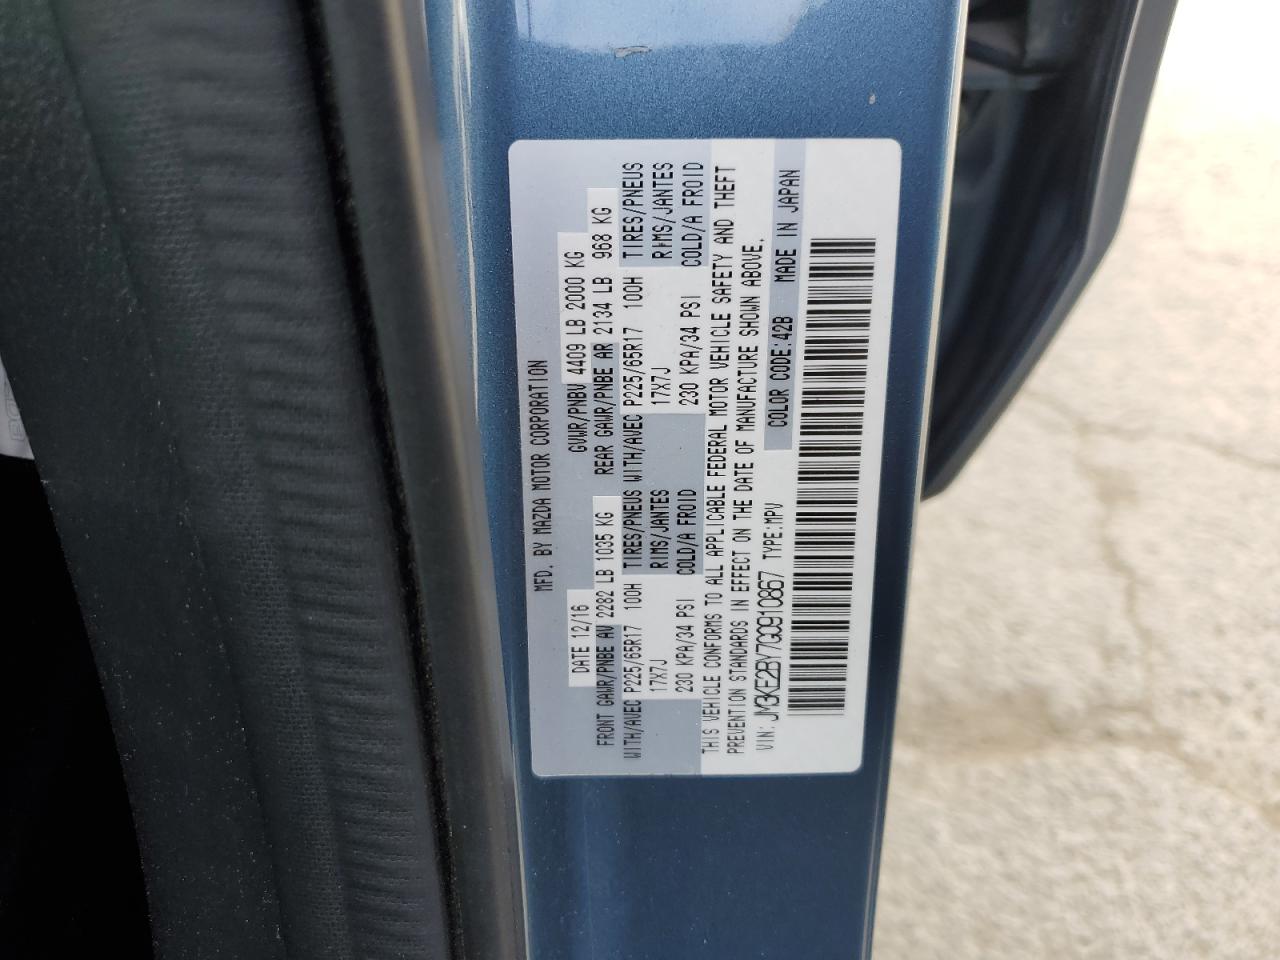 MFD. BY MAZDA MOTOR CORPORATION
DATE 12/16 GVWR/PNBV 4409 LB 2000 KG
FRONT GAWR/PNBE AV 2282 LB 1035 KG REAR GAWR/PNBE AR 2134 LB 968 KG
WITH/AVEC P225/65R17 100H TIRES/PNEUS WITH/AVEC P225/65R17 100H TIRES/PNEUS
17X7J RIMS/JANTES 17X7J RIMS/JANTES
230 KPA/34 PSI COLD/A FROID 230 KPA/34 PSI COLD/A FROID
THIS VEHICLE CONFORMS TO ALL APPLICABLE FEDERAL MOTOR VEHICLE SAFETY AND THEFT
PREVENTION STANDARDS IN EFFECT ON THE DATE OF MANUFACTURE SHOWN ABOVE.
VIN: JM3KE2BY7G0910867 TYPE:MPV COLOR CODE:42B MADE IN JAPAN